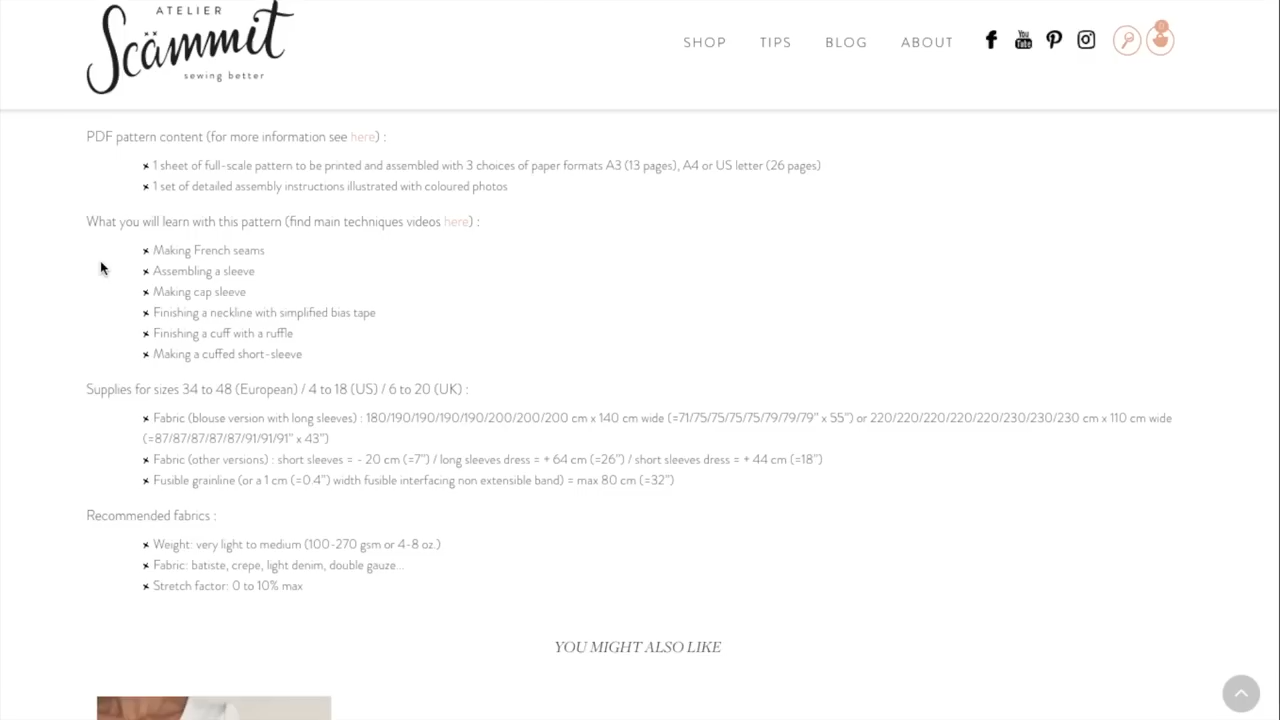 ATELIER
Scämmit
sewing better
SHOP TIPS BLOG ABOUT
You
Tube
0
PDF pattern content (for more information see here) :
× 1 sheet of full-scale pattern to be printed and assembled with 3 choices of paper formats A3 (13 pages), A4 or US letter (26 pages)
× 1 set of detailed assembly instructions illustrated with coloured photos
What you will learn with this pattern (find main techniques videos here) :
× Making French seams
× Assembling a sleeve
× Making cap sleeve
× Finishing a neckline with simplified bias tape
× Finishing a cuff with a ruffle
× Making a cuffed short-sleeve
Supplies for sizes 34 to 48 (European) / 4 to 18 (US) / 6 to 20 (UK) :
× Fabric (blouse version with long sleeves) : 180/190/190/190/190/200/200/200 cm x 140 cm wide (=71/75/75/75/75/79/79/79" x 55") or 220/220/220/220/220/230/230/230 cm x 110 cm wide
(=87/87/87/87/87/91/91/91" x 43")
× Fabric (other versions) : short sleeves = - 20 cm (=7") / long sleeves dress = + 64 cm (=26") / short sleeves dress = + 44 cm (=18")
× Fusible grainline (or a 1 cm (=0.4") width fusible interfacing non extensible band) = max 80 cm (=32")
Recommended fabrics :
× Weight: very light to medium (100-270 gsm or 4-8 oz.)
× Fabric: batiste, crepe, light denim, double gauze...
× Stretch factor: 0 to 10% max
YOU MIGHT ALSO LIKE